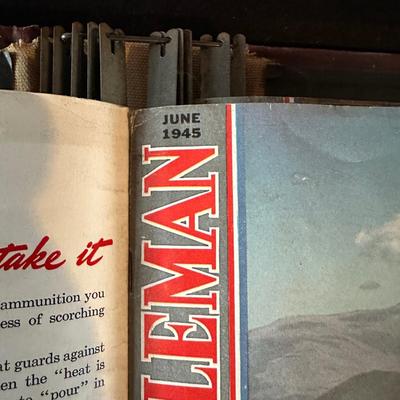 take it
ammunition you
ess of scorching
at guards against
en the "heat is
to "pour" in
JUNE
1945
LEMAN